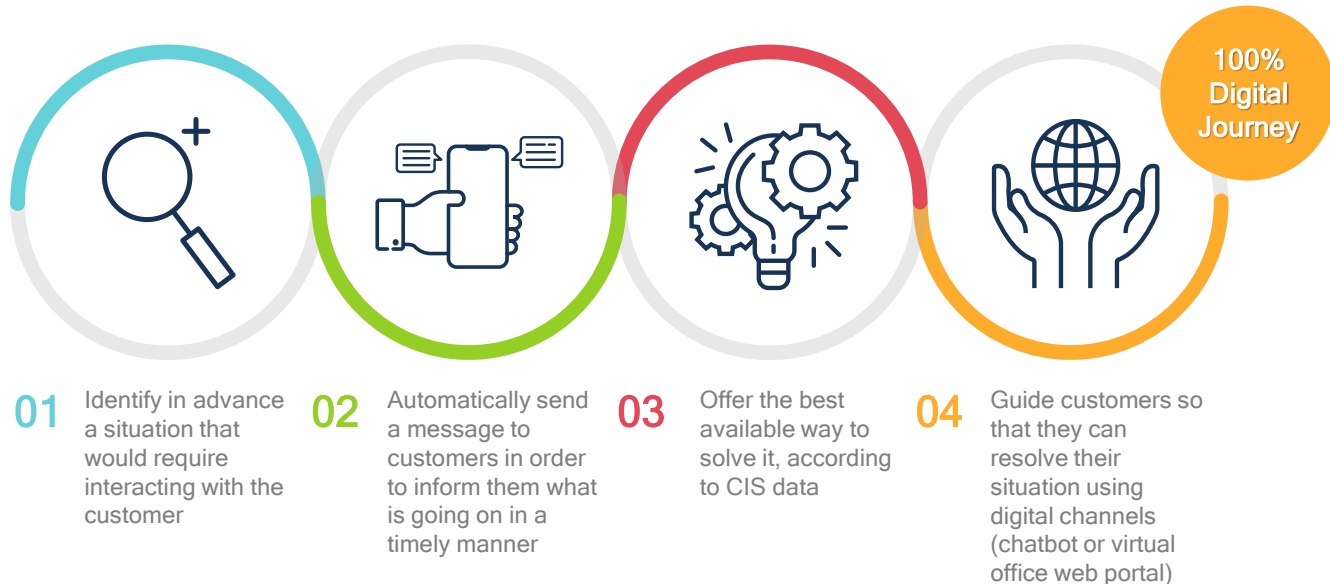 100%
Digital
Journey
01
Identify in advance
a situation that
would require
interacting with the
customer
02
Automatically send
a message to
customers in order
to inform them what
is going on in a
timely manner
03
Offer the best
available way to
solve it, according
to CIS data
04
Guide customers so
that they can
resolve their
situation using
digital channels
(chatbot or virtual
office web portal)